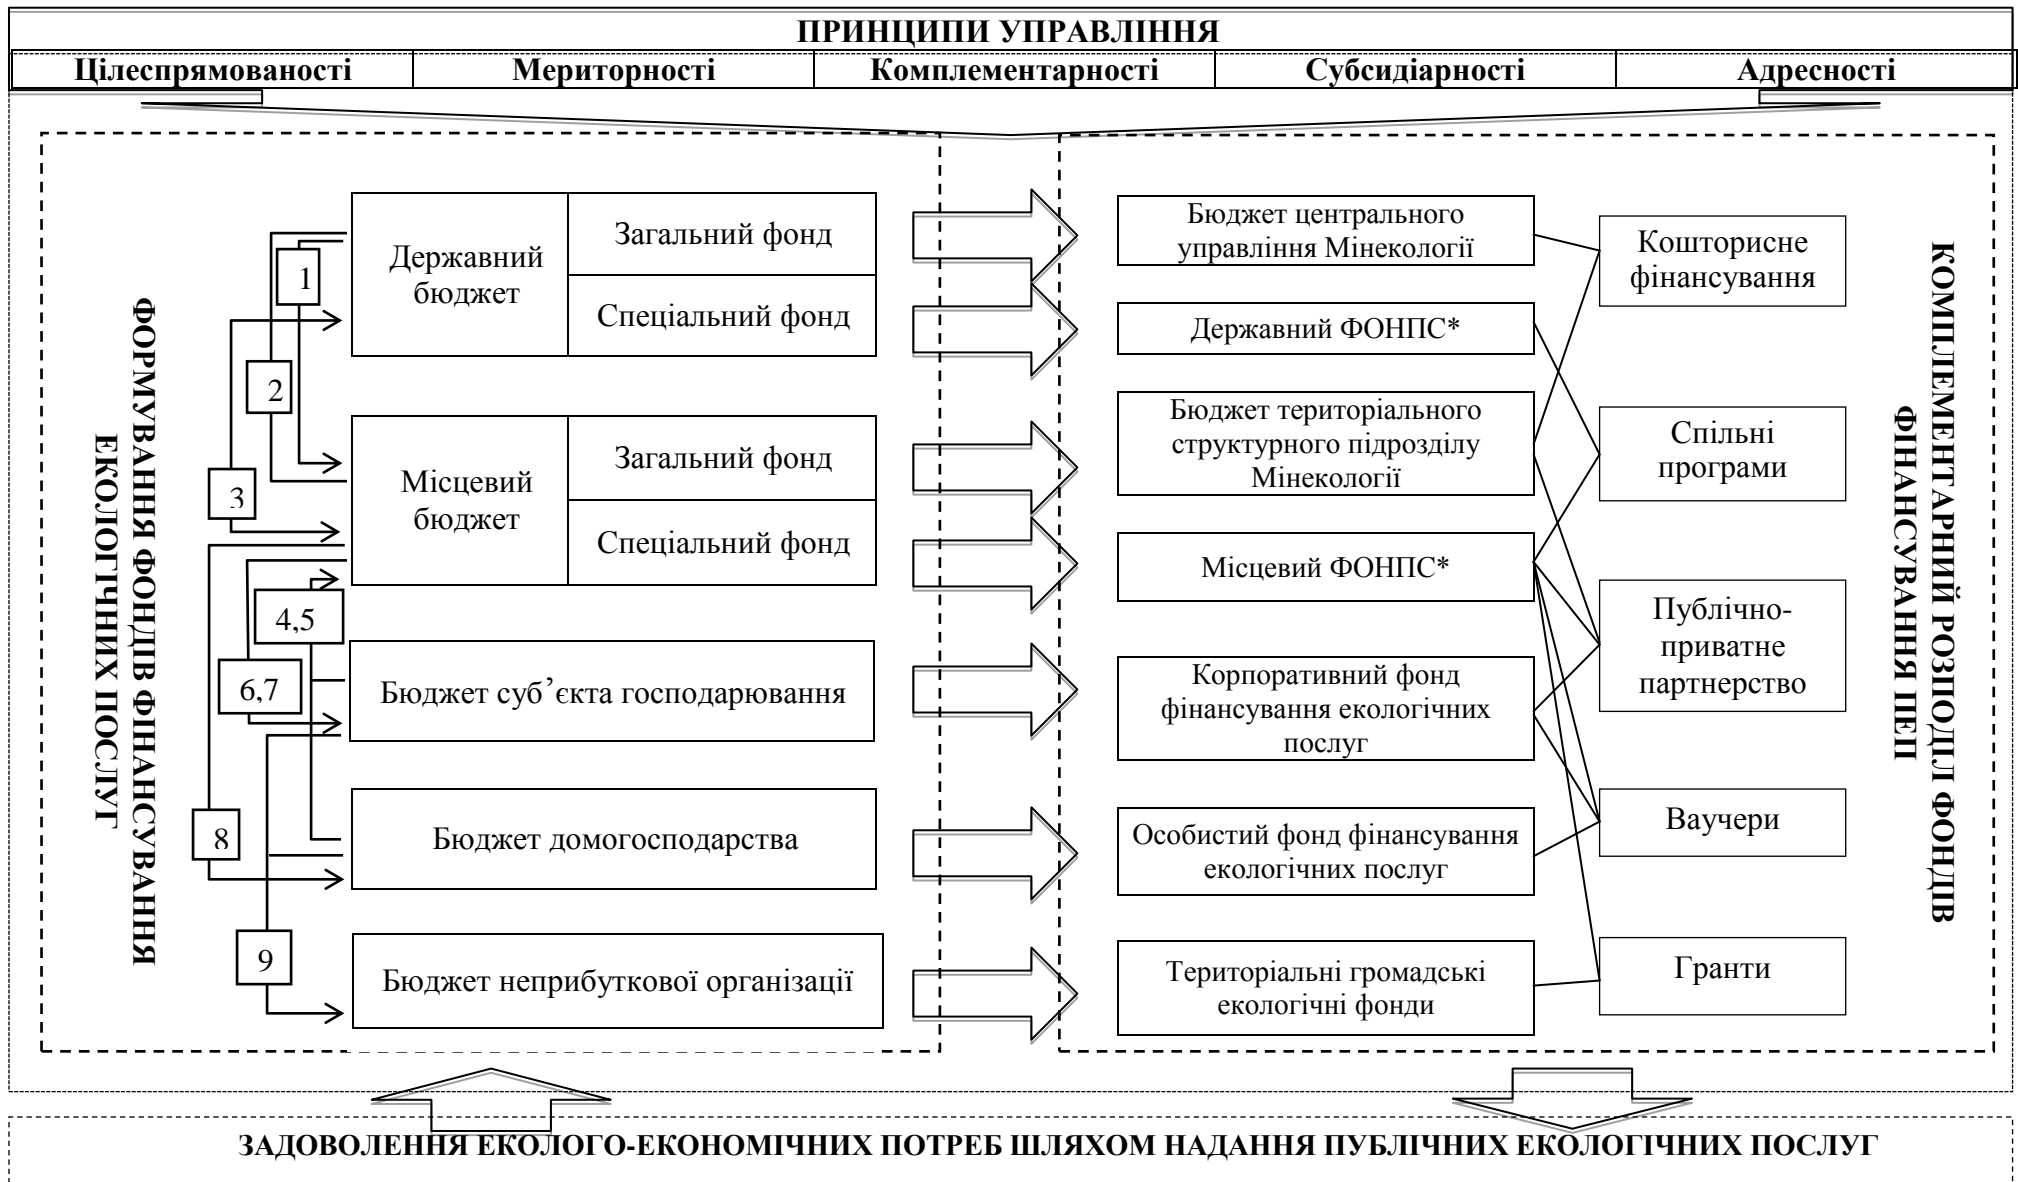 ПРИНЦИПИ УПРАВЛІННЯ
Цілеспрямованості
Мериторності
Комплементарності
Субсидіарності
Адресності
ФОРМУВАННЯ ФОНДІВ ФІНАНСУВАННЯ
ЕКОЛОГІЧНИХ ПОСЛУГ
1
2
3
4,5
6,7
8
9
Державний
бюджет
Загальний фонд
Спеціальний фонд
Місцевий
бюджет
Загальний фонд
Спеціальний фонд
Бюджет суб’єкта господарювання
Бюджет домогосподарства
Бюджет неприбуткової організації
Бюджет центрального
управління Мінекології
Державний ФОНПС*
Бюджет територіального
структурного підрозділу
Мінекології
Місцевий ФОНПС*
Корпоративний фонд
фінансування екологічних
послуг
Особистий фонд фінансування
екологічних послуг
Територіальні громадські
екологічні фонди
Кошторисне
фінансування
Спільні
програми
Публічно-
приватне
партнерство
Ваучери
Гранти
КОМПЛЕМЕНТАРНИЙ РОЗПОДІЛ ФОНДІВ
ФІНАНСУВАННЯ ПЕП
ЗАДОВОЛЕННЯ ЕКОЛОГО-ЕКОНОМІЧНИХ ПОТРЕБ ШЛЯХОМ НАДАННЯ ПУБЛІЧНИХ ЕКОЛОГІЧНИХ ПОСЛУГ